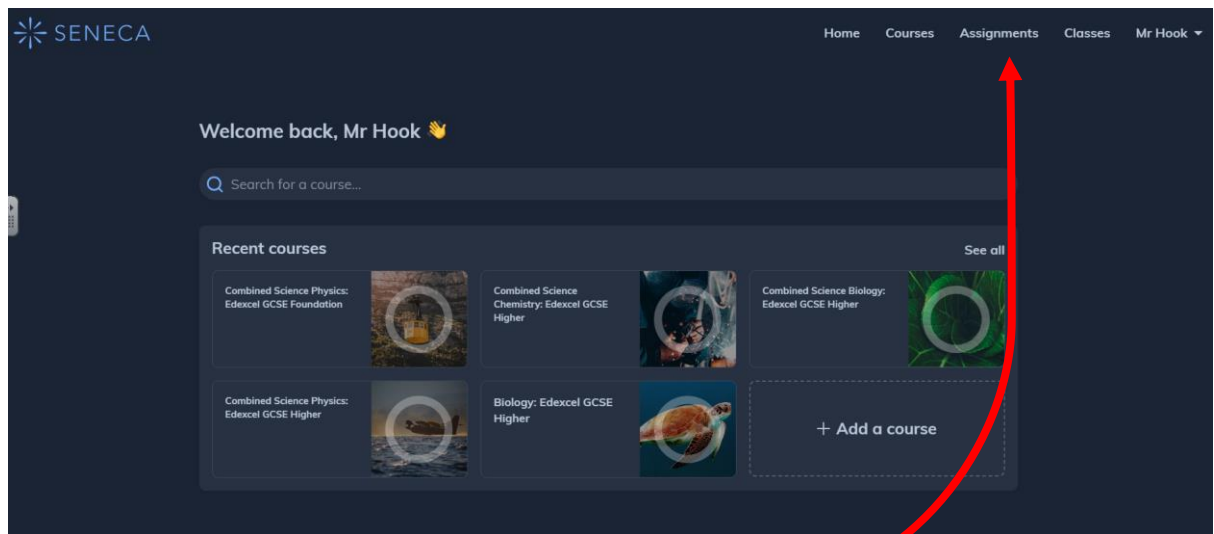 SENECA
Home Courses Assignments Classes Mr Hook
Welcome back, Mr Hook 👋
Search for a course...
Recent courses
See all
Combined Science Physics:
Edexcel GCSE Foundation
Combined Science
Chemistry: Edexcel GCSE
Higher
Combined Science Biology:
Edexcel GCSE Higher
Combined Science Physics:
Edexcel GCSE Higher
Biology: Edexcel GCSE
Higher
+ Add a course